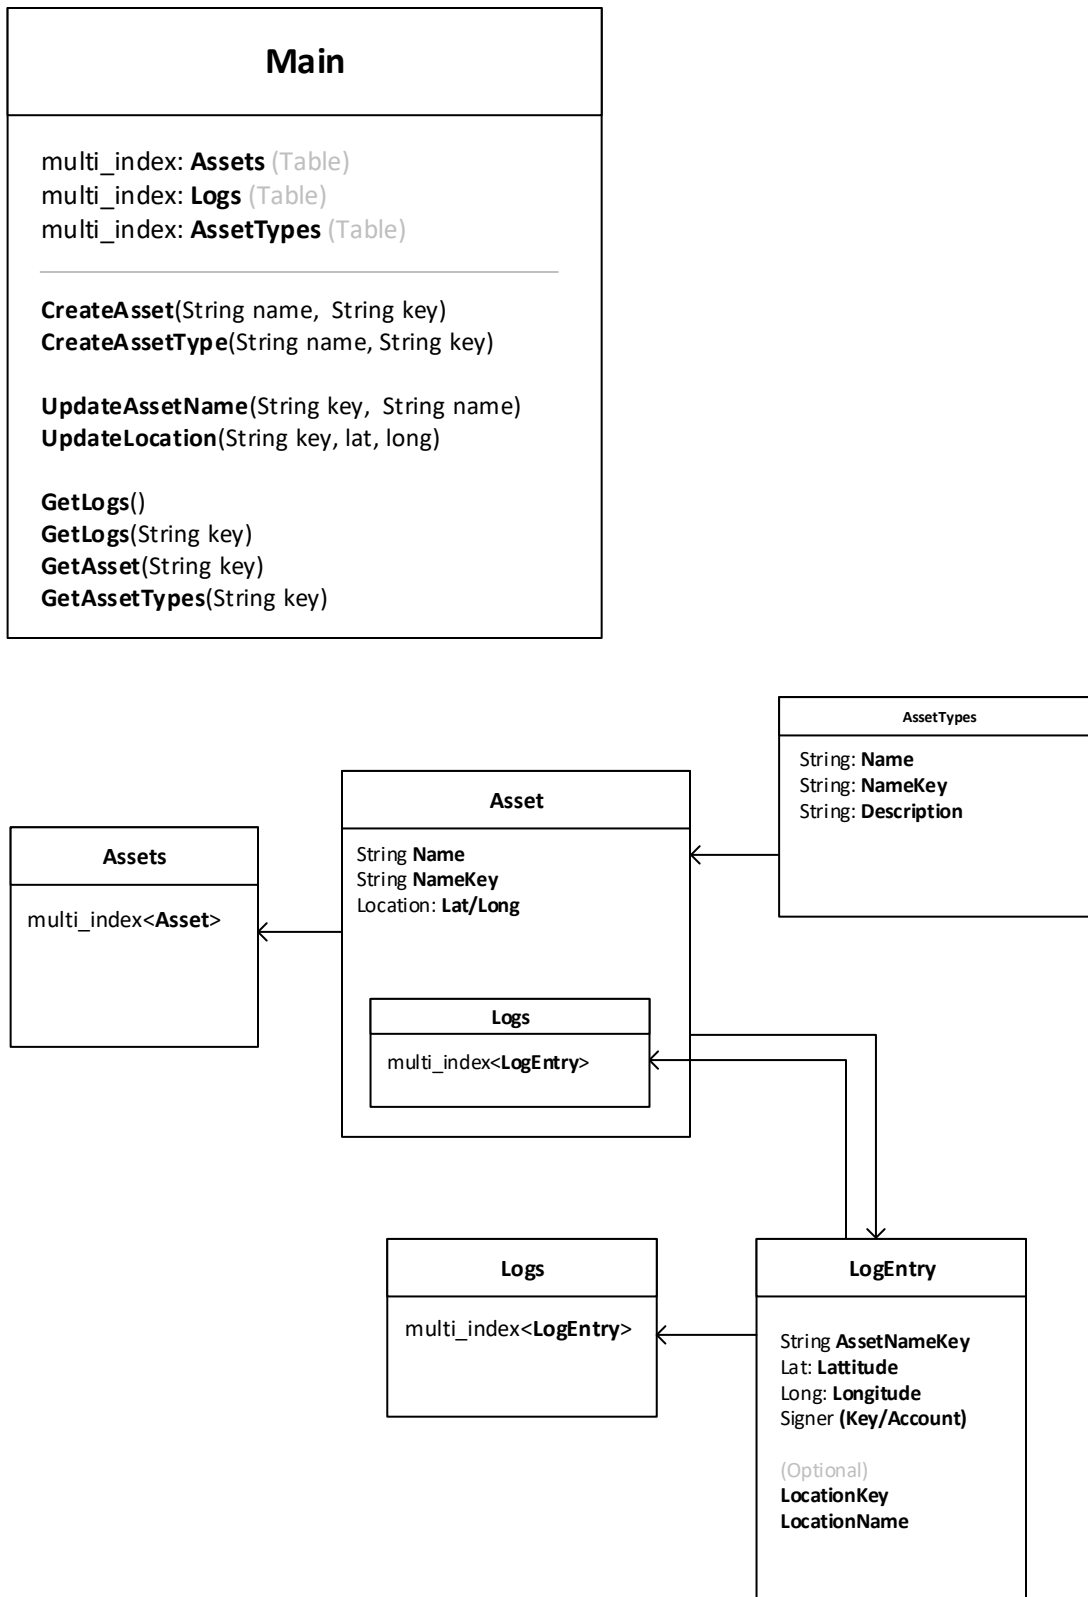 Main
multi_index: Assets (Table)
multi_index: Logs (Table)
multi_index: AssetTypes (Table)
CreateAsset(String name,  String key)
CreateAssetType(String name, String key)
UpdateAssetName(String key,  String name)
UpdateLocation(String key, lat, long)
GetLogs()
GetLogs(String key)
GetAsset(String key)
GetAssetTypes(String key)
AssetTypes
String: Name
String: NameKey
String: Description
Asset
String Name
String NameKey
Location: Lat/Long
Assets
multi_index<Asset>
Logs
multi_index<LogEntry>
Logs
multi_index<LogEntry>
LogEntry
String AssetNameKey
Lat: Lattitude
Long: Longitude
Signer (Key/Account)
(Optional)
LocationKey
LocationName